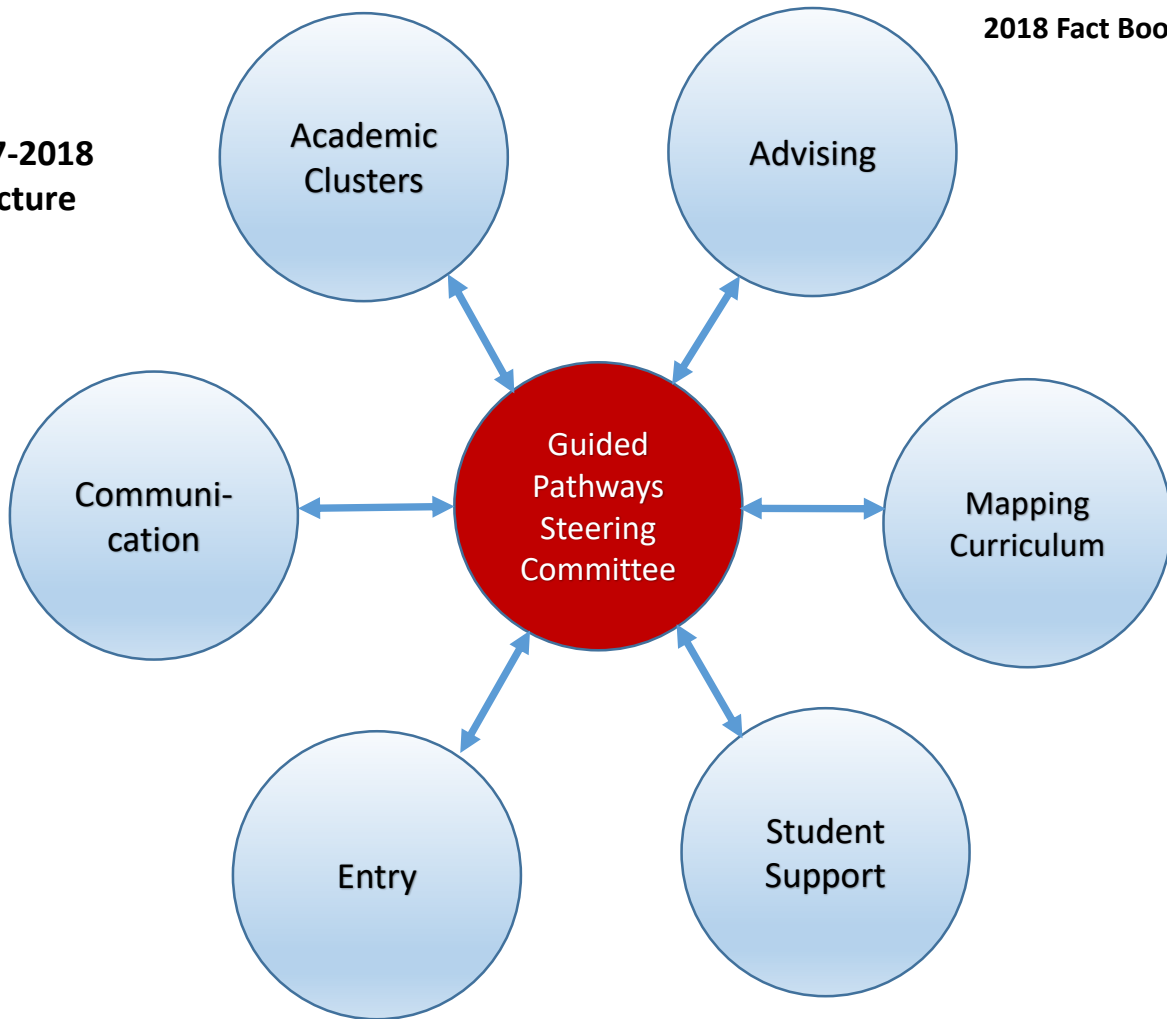 2018 Fact Boo
7-2018
cture
Academic
Clusters
Advising
Communi-
cation
Guided
Pathways
Steering
Committee
Mapping
Curriculum
Entry
Student
Support